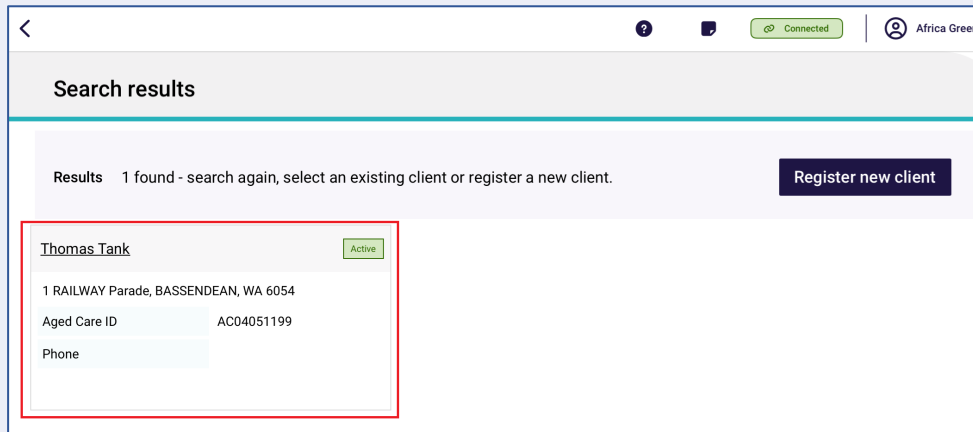 Connected
Africa Gree
Search results
Results 1 found - search again, select an existing client or register a new client.
Register new client
Thomas Tank
Active
1 RAILWAY Parade, BASSENDEAN, WA 6054
Aged Care ID AC04051199
Phone